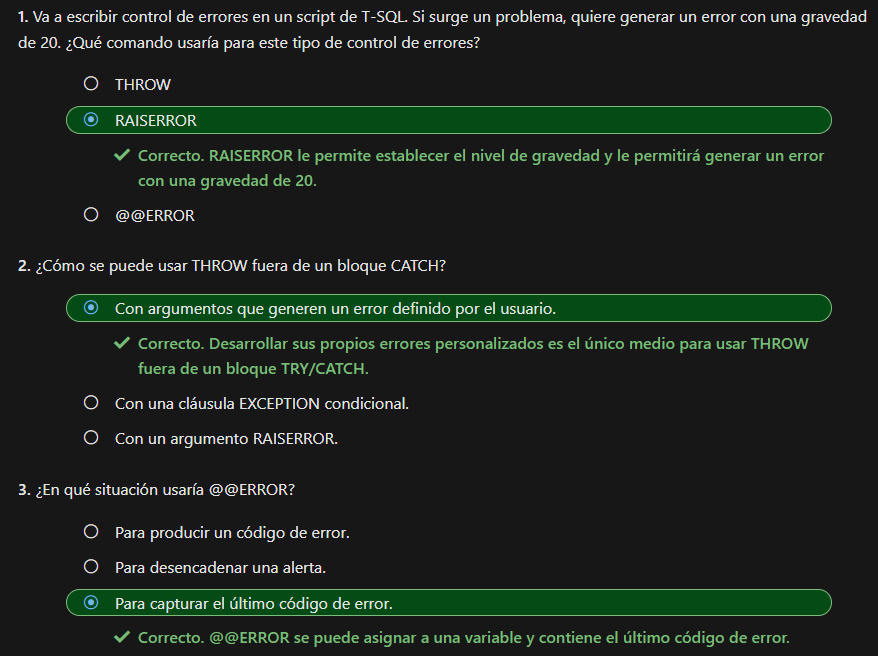 1. Va a escribir control de errores en un script de T-SQL. Si surge un problema, quiere generar un error con una gravedad
de 20. ¿Qué comando usaría para este tipo de control de errores?
THROW
RAISERROR
Correcto. RAISERROR le permite establecer el nivel de gravedad y le permitirá generar un error
con una gravedad de 20.
@@ERROR
2. ¿Cómo se puede usar THROW fuera de un bloque CATCH?
Con argumentos que generen un error definido por el usuario.
Correcto. Desarrollar sus propios errores personalizados es el único medio para usar THROW
fuera de un bloque TRY/CATCH.
Con una cláusula EXCEPTION condicional.
Con un argumento RAISERROR.
3. ¿En qué situación usaría @@ERROR?
Para producir un código de error.
Para desencadenar una alerta.
Para capturar el último código de error.
Correcto. @@ERROR se puede asignar a una variable y contiene el último código de error.